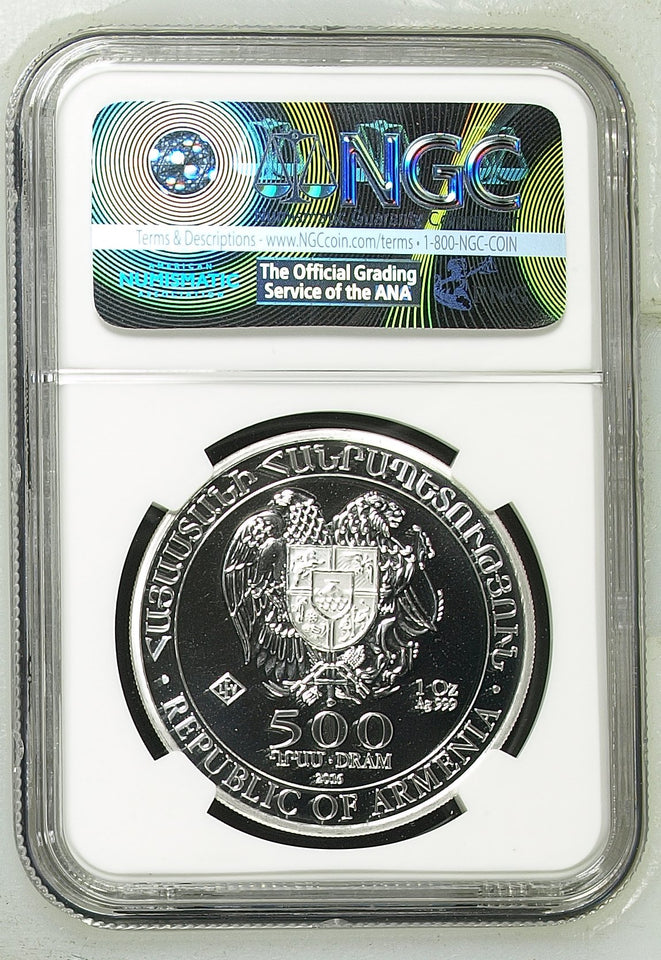 NGC
Terms & Descriptions - www.NGCcoin.com/terms • 1-800-NGC-COIN
NUMISMATIC
The Official Grading
Service of the ANA
ՀԱՅԱՍՏԱՆԻ ՀԱՆՐԱՊԵՏՈՒԹՅՈՒՆ
1 Oz
Ag 999
500
ԴՐԱՄ • DRAM
• REPUBLIC OF ARMENIA •